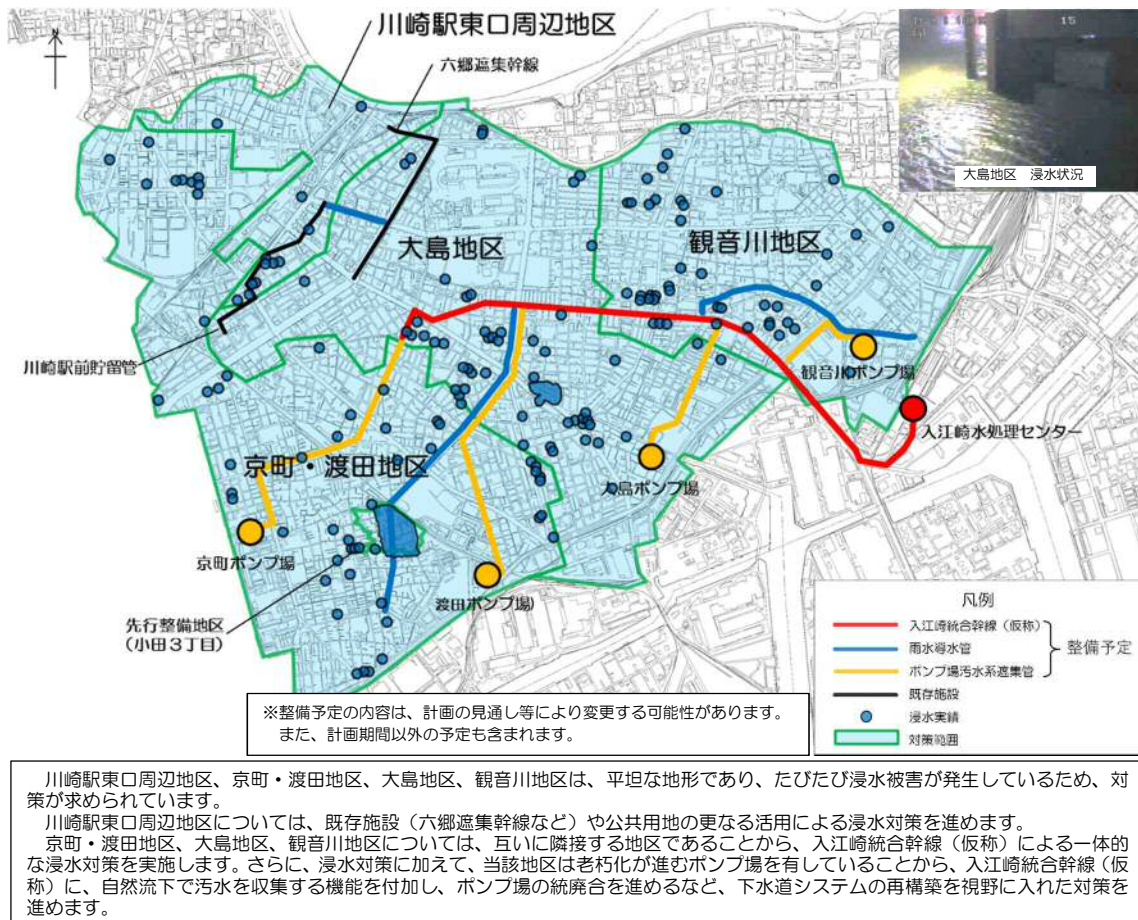 川崎駅東口周辺地区
N
六郷遮集幹線
15
大島地区　浸水状況
大島地区
観音川地区
川崎駅前貯留管
観音川ポンプ場
入江崎水処理センター
京町・渡田地区
大島ポンプ場
京町ポンプ場
渡田ポンプ場)
先行整備地区
(小田3丁目)
凡例
入江崎統合幹線（仮称）
雨水導水管
整備予定
ポンプ場汚水系遮集管
既存施設
浸水実績
対策範囲
※整備予定の内容は、計画の見通し等により変更する可能性があります。
また、計画期間以外の予定も含まれます。
川崎駅東口周辺地区、京町・渡田地区、大島地区、観音川地区は、平坦な地形であり、たびたび浸水被害が発生しているため、対
策が求められています。
川崎駅東口周辺地区については、既存施設（六郷遮集幹線など）や公共用地の更なる活用による浸水対策を進めます。
京町・渡田地区、大島地区、観音川地区については、互いに隣接する地区であることから、入江崎統合幹線（仮称）による一体的
な浸水対策を実施します。さらに、浸水対策に加えて、当該地区は老朽化が進むポンプ場を有していることから、入江崎統合幹線（仮
称）に、自然流下で汚水を収集する機能を付加し、ポンプ場の統廃合を進めるなど、下水道システムの再構築を視野に入れた対策を
進めます。